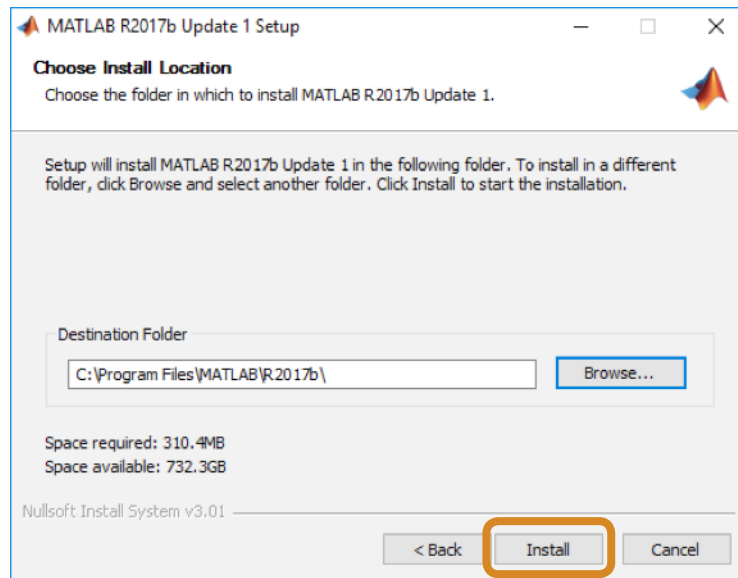 MATLAB R2017b Update 1 Setup
Choose Install Location
Choose the folder in which to install MATLAB R2017b Update 1.
Setup will install MATLAB R2017b Update 1 in the following folder. To install in a different
folder, click Browse and select another folder. Click Install to start the installation.
Destination Folder
C:\Program Files\MATLAB\R2017b\
Browse...
Space required: 310.4MB
Space available: 732.3GB
Nullsoft Install System v3.01
< Back
Install
Cancel